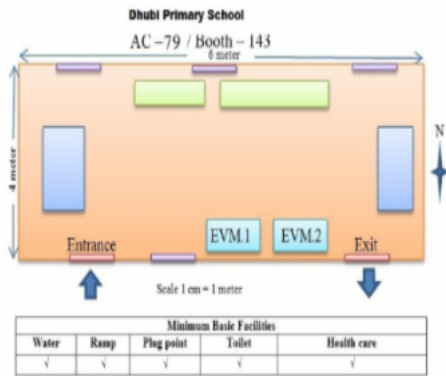 Dhubi Primary School
AC –79 / Booth – 143
6 meter
4 meter
N
EVM.1 EVM.2
Entrance Exit
Scale 1 cm = 1 meter
Minimum Basic Facilities
Water Ramp Plug point Toilet Health care
√ √ √ √ √